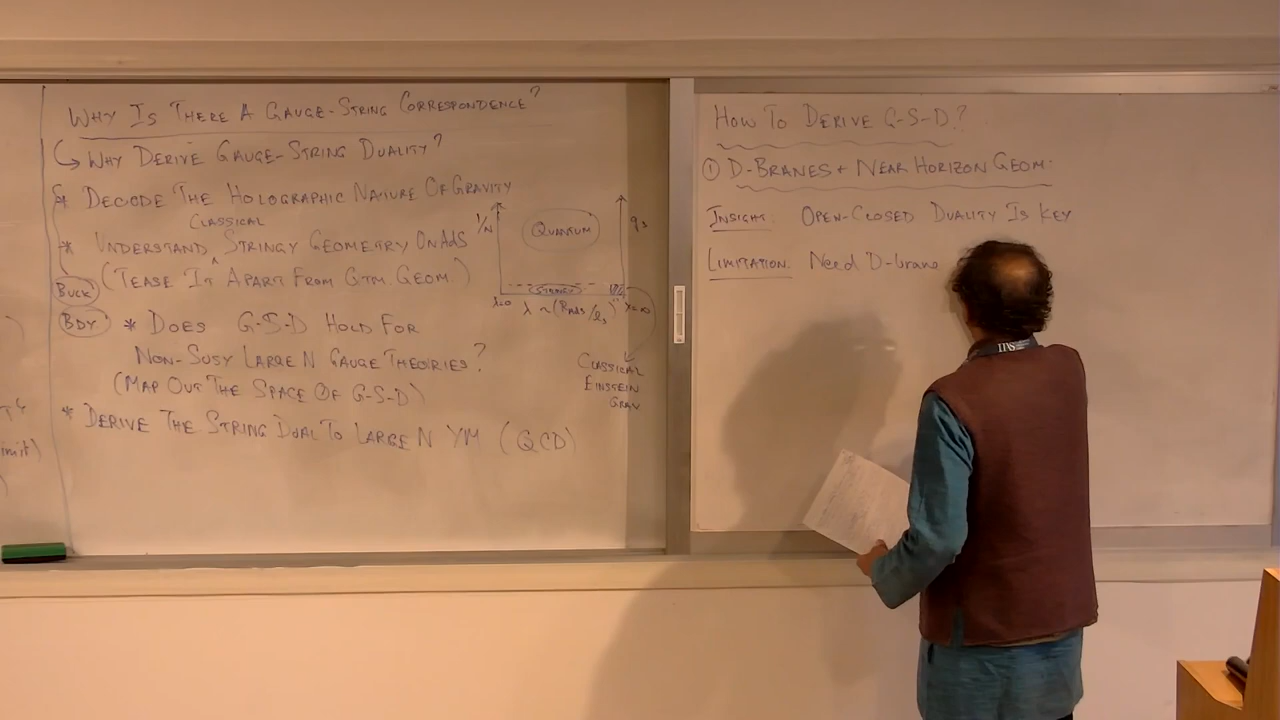 WHY IS THERE A GAUGE-STRING CORRESPONDENCE?
WHY DERIVE GAUGE-STRING DUALITY?
* DECODE THE HOLOGRAPHIC NATURE OF GRAVITY
CLASSICAL
* UNDERSTAND STRINGY GEOMETRY ON AdS
(TEASE IT APART FROM GTM. GEOM.)
BULK
BDY
* DOES G-S-D HOLD FOR
NON-SUSY LARGE N GAUGE THEORIES?
(MAP OUT THE SPACE OF G-S-D)
* DERIVE THE STRING DUAL TO LARGE N YM (QCD)
1/N
QUANTUM
gs
STRINGY
λ=0
λ ~ (RAdS/ls)
λ=∞
CLASSICAL
EINSTEIN
GRAV
imit)
HOW TO DERIVE G-S-D?
① D-BRANES + NEAR HORIZON GEOM:
INSIGHT: OPEN-CLOSED DUALITY IS KEY
LIMITATION: Need D-brane